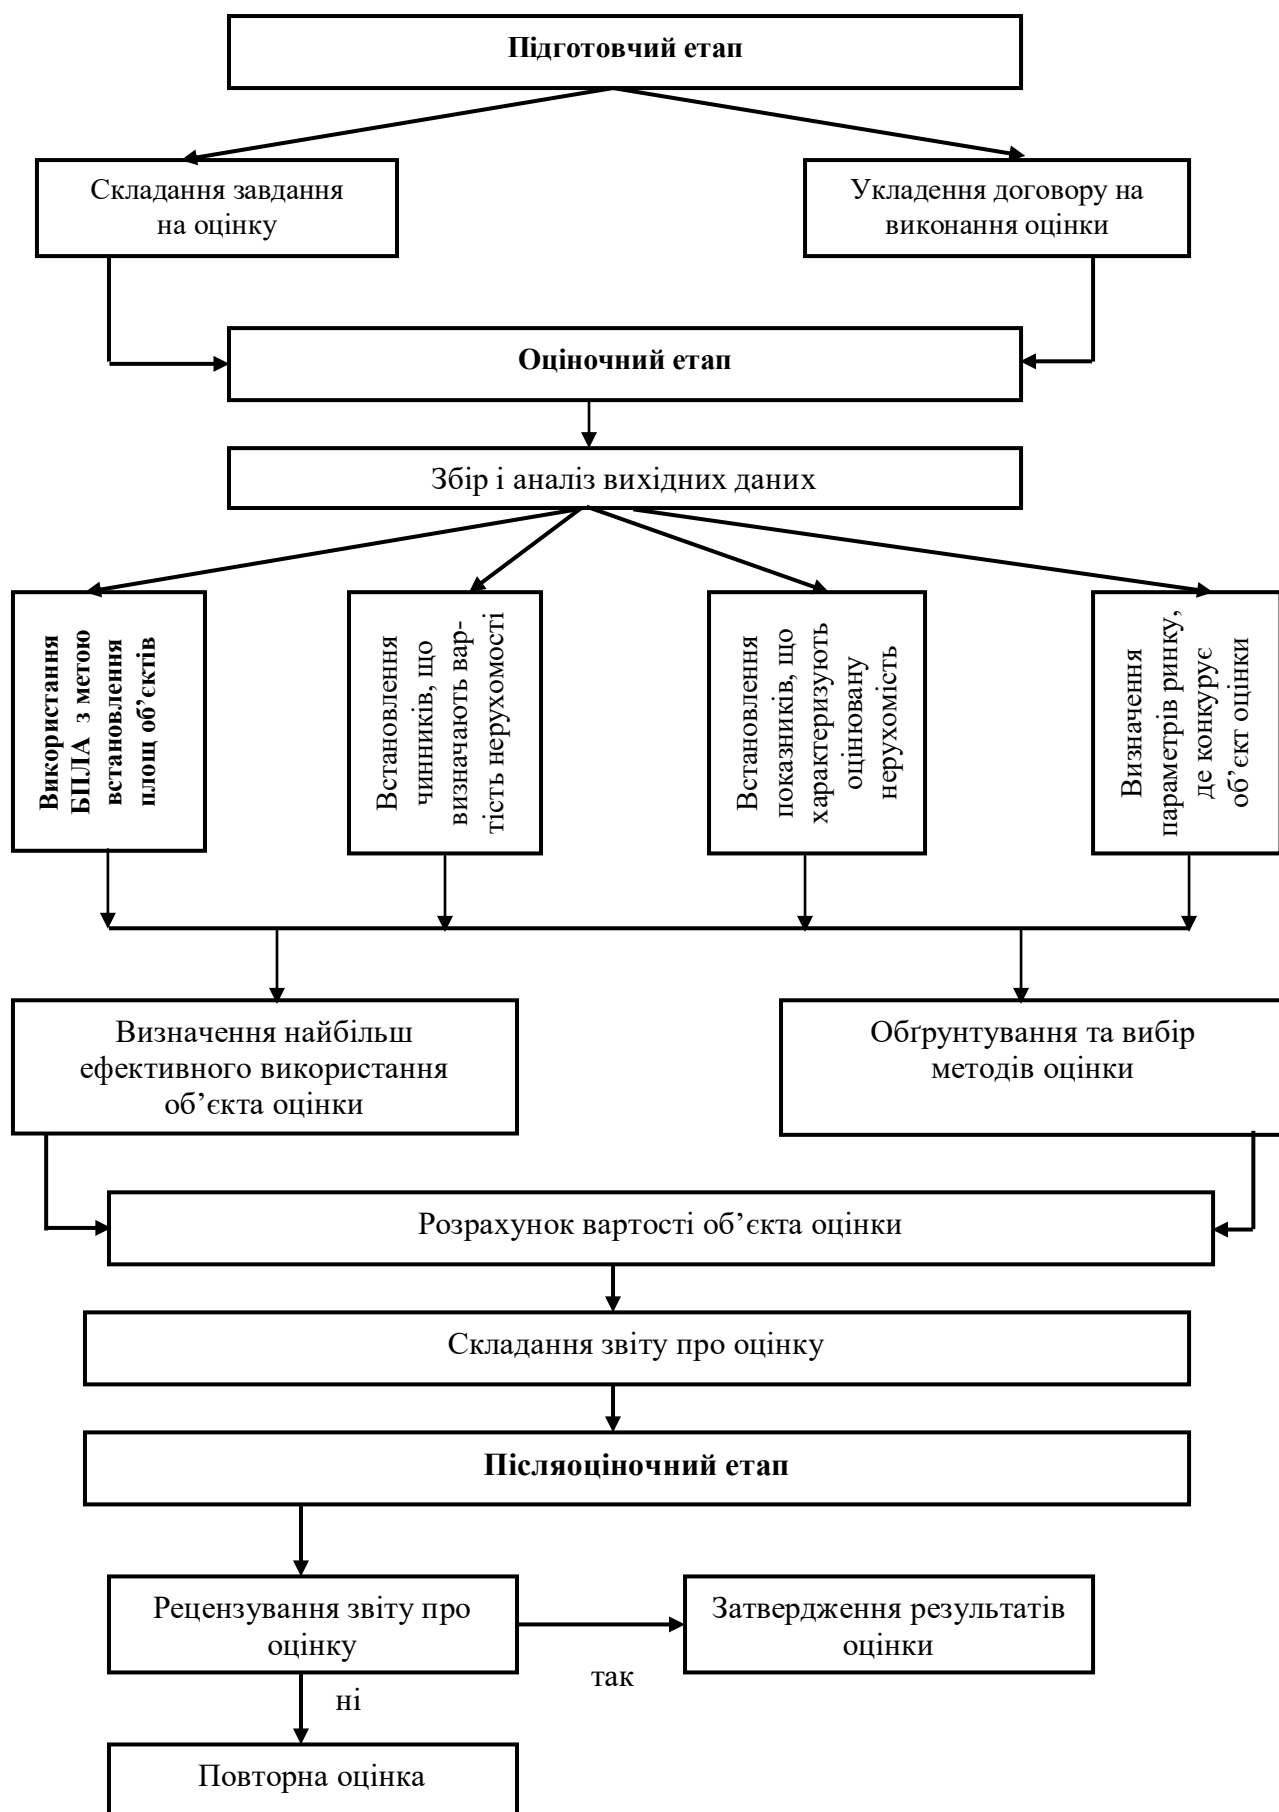 Підготовчий етап
Складання завдання
на оцінку
Укладення договору на
виконання оцінки
Оціночний етап
Збір і аналіз вихідних даних
Використання
БПЛА з метою
встановлення
площ об’єктів
Встановлення
чинників, що
визначають вар-
тість нерухомості
Встановлення
показників, що
характеризують
оцінювану
нерухомість
Визначення
параметрів ринку,
де конкурує
об’єкт оцінки
Визначення найбільш
ефективного використання
об’єкта оцінки
Обґрунтування та вибір
методів оцінки
Розрахунок вартості об’єкта оцінки
Складання звіту про оцінку
Післяоціночний етап
Рецензування звіту про
оцінку
Затвердження результатів
оцінки
так
ні
Повторна оцінка